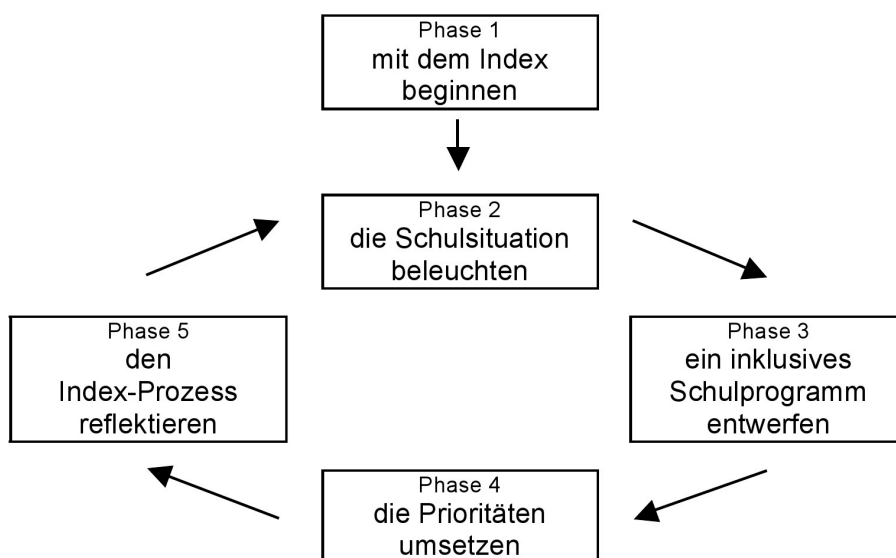 Phase 1
mit dem Index
beginnen
Phase 2
die Schulsituation
beleuchten
Phase 5
den
Index-Prozess
reflektieren
Phase 3
ein inklusives
Schulprogramm
entwerfen
Phase 4
die Prioritäten
umsetzen